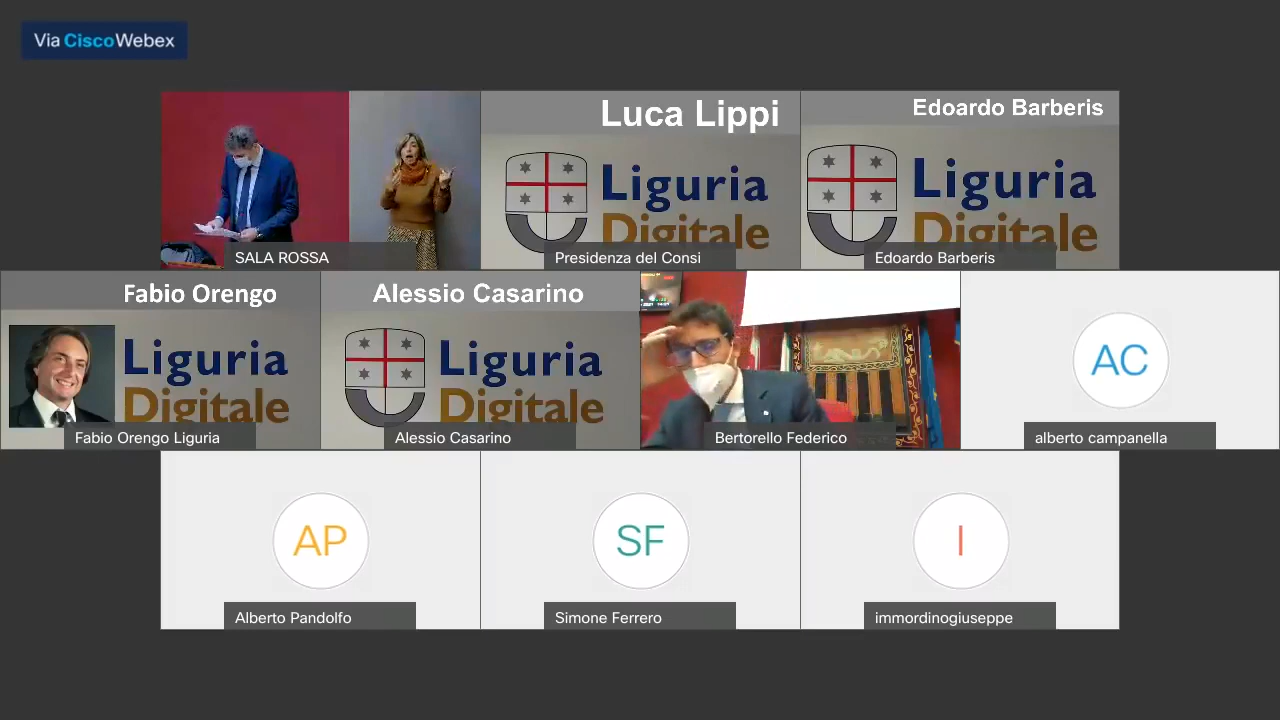 Via Cisco Webex
Luca Lippi
Edoardo Barberis
Liguria
Digitale
Liguria
Digitale
SALA ROSSA
Presidenza del Consi
Edoardo Barberis
Fabio Orengo
Alessio Casarino
Liguria
Digitale
Liguria
Digitale
AC
Fabio Orengo Liguria
Alessio Casarino
Bertorello Federico
alberto campanella
AP
SF
I
Alberto Pandolfo
Simone Ferrero
immordinogiuseppe